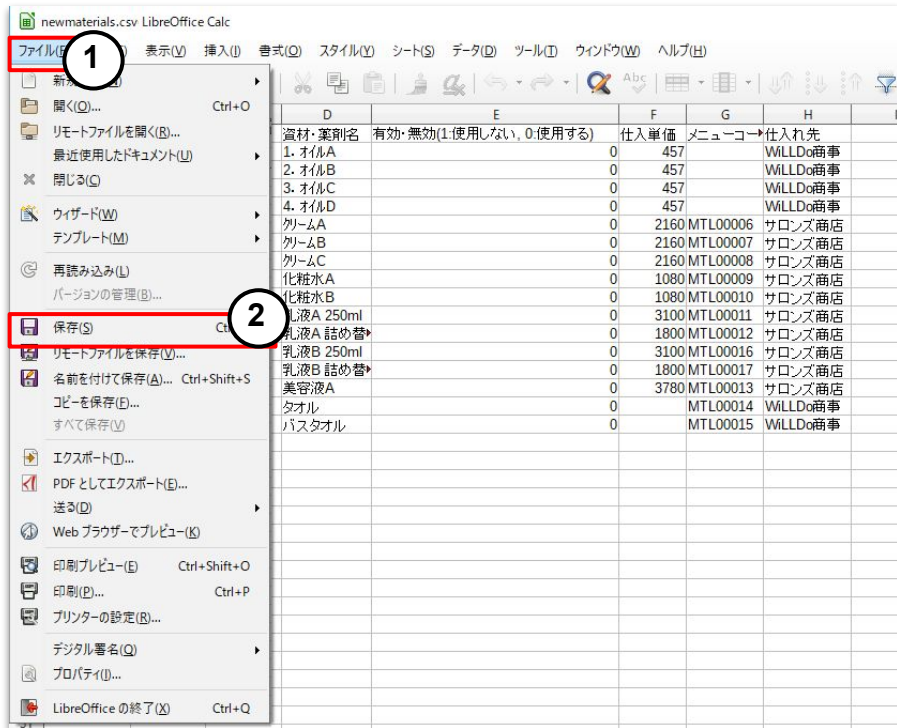 newmaterials.csv LibreOffice Calc
ファイル 表示(V) 挿入(I) 書式(O) スタイル(Y) シート(S) データ(D) ツール(T) ウィンドウ(W) ヘルプ(H)
1
開く(O)... Ctrl+O
リモートファイルを開く(R)...
最近使用したドキュメント(U)
閉じる(C)
ウィザード(W)
テンプレート(M)
再読み込み(L)
バージョンの管理(B)...
保存(S)
2
リモートファイルを保存(V)...
名前を付けて保存(A)... Ctrl+Shift+S
コピーを保存(F)...
すべて保存(V)
エクスポート(T)...
PDF としてエクスポート(E)...
送る(D)
Web ブラウザーでプレビュー(K)
印刷プレビュー(E) Ctrl+Shift+O
印刷(P)... Ctrl+P
プリンターの設定(R)...
デジタル署名(Q)
プロパティ(I)...
LibreOffice の終了(X) Ctrl+Q
Abc
D E F G H
資材・薬剤名 有効・無効(1:使用しない, 0:使用する) 仕入単価 メニューコー 仕入れ先
1. オイルA 0 457 WiLLDo商事
2. オイルB 0 457 WiLLDo商事
3. オイルC 0 457 WiLLDo商事
4. オイルD 0 457 WiLLDo商事
クリームA 0 2160 MTL00006 サロンズ商店
クリームB 0 2160 MTL00007 サロンズ商店
クリームC 0 2160 MTL00008 サロンズ商店
化粧水A 0 1080 MTL00009 サロンズ商店
化粧水B 0 1080 MTL00010 サロンズ商店
乳液A 250ml 0 3100 MTL00011 サロンズ商店
乳液A 詰め替 0 1800 MTL00012 サロンズ商店
乳液B 250ml 0 3100 MTL00016 サロンズ商店
乳液B 詰め替 0 1800 MTL00017 サロンズ商店
美容液A 0 3780 MTL00013 サロンズ商店
タオル 0 MTL00014 WiLLDo商事
バスタオル 0 MTL00015 WiLLDo商事